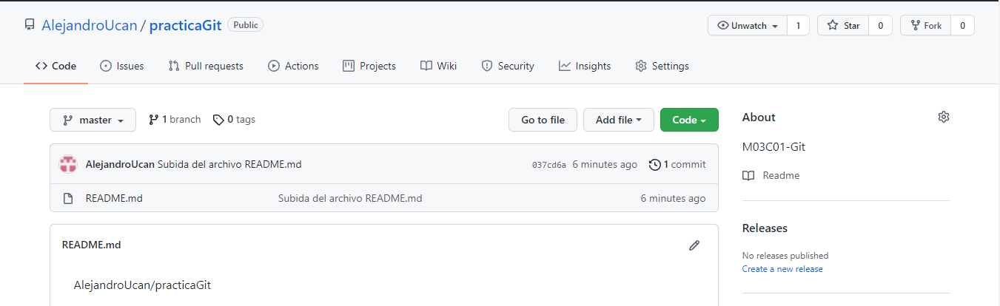 AlejandroUcan / practicaGit Public Unwatch 1 Star 0 Fork 0
Code Issues Pull requests Actions Projects Wiki Security Insights Settings
master 1 branch 0 tags Go to file Add file Code
AlejandroUcan Subida del archivo README.md 037cd6a 6 minutes ago 1 commit
README.md Subida del archivo README.md 6 minutes ago
README.md
AlejandroUcan/practicaGit
About
M03C01-Git
Readme
Releases
No releases published
Create a new release